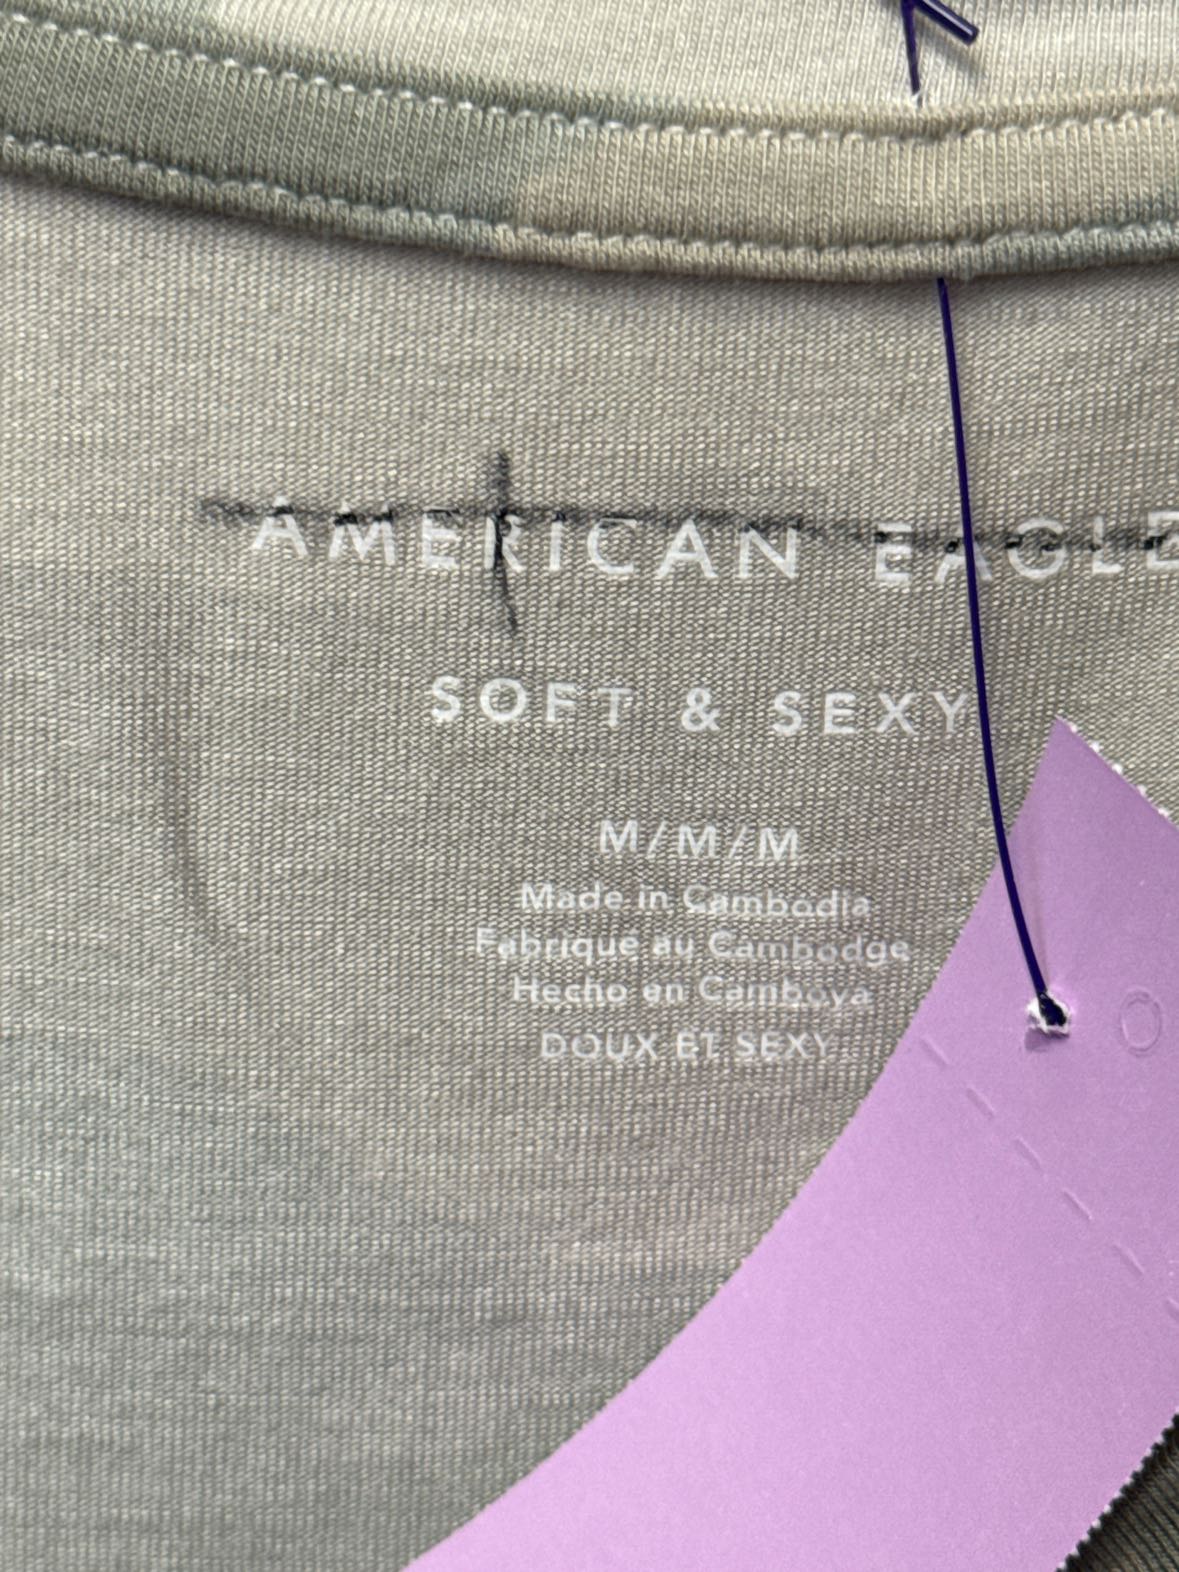 AMERICAN EAGLE
SOFT & SEXY
M/M/M
Made in Cambodia
Fabrique au Cambodge
Hecho en Camboya
DOUX ET SEXY